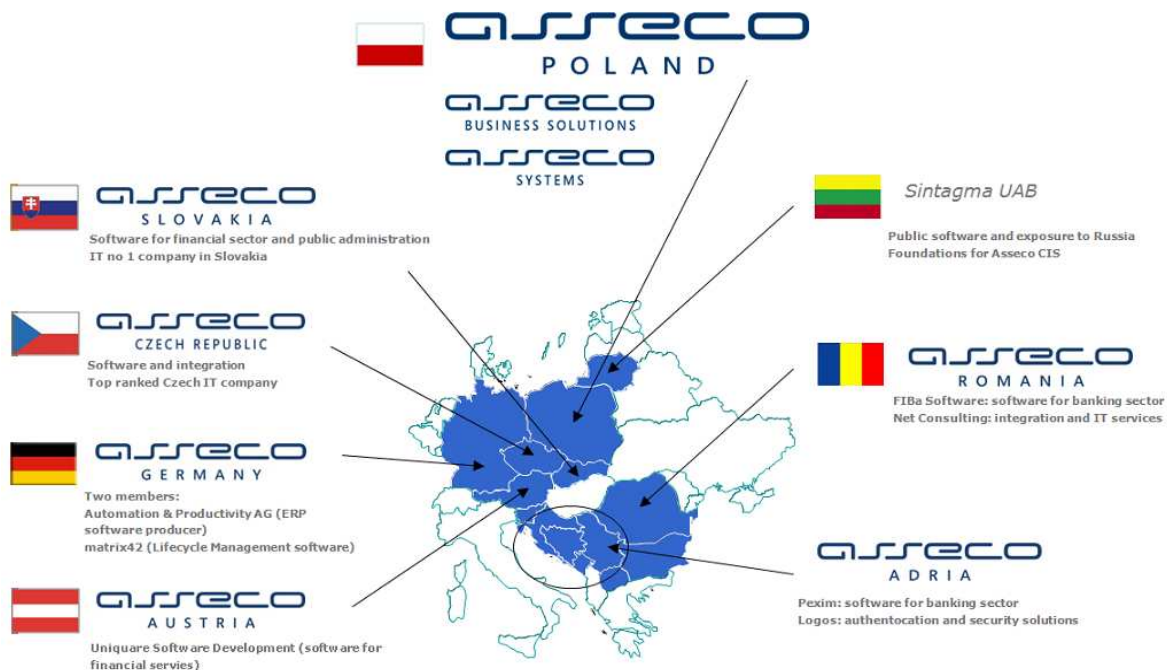 asseco
POLAND
asseco
BUSINESS SOLUTIONS
asseco
SYSTEMS
asseco
SLOVAKIA
Software for financial sector and public administration
IT no 1 company in Slovakia
asseco
CZECH REPUBLIC
Software and integration
Top ranked Czech IT company
asseco
GERMANY
Two members:
Automation & Productivity AG (ERP
software producer)
matrix42 (Lifecycle Management software)
asseco
AUSTRIA
Uniquare Software Development (software for
financial servies)
Sintagma UAB
Public software and exposure to Russia
Foundations for Asseco CIS
asseco
ROMANIA
FIBa Software: software for banking sector
Net Consulting: integration and IT services
asseco
ADRIA
Pexim: software for banking sector
Logos: authentocation and security solutions